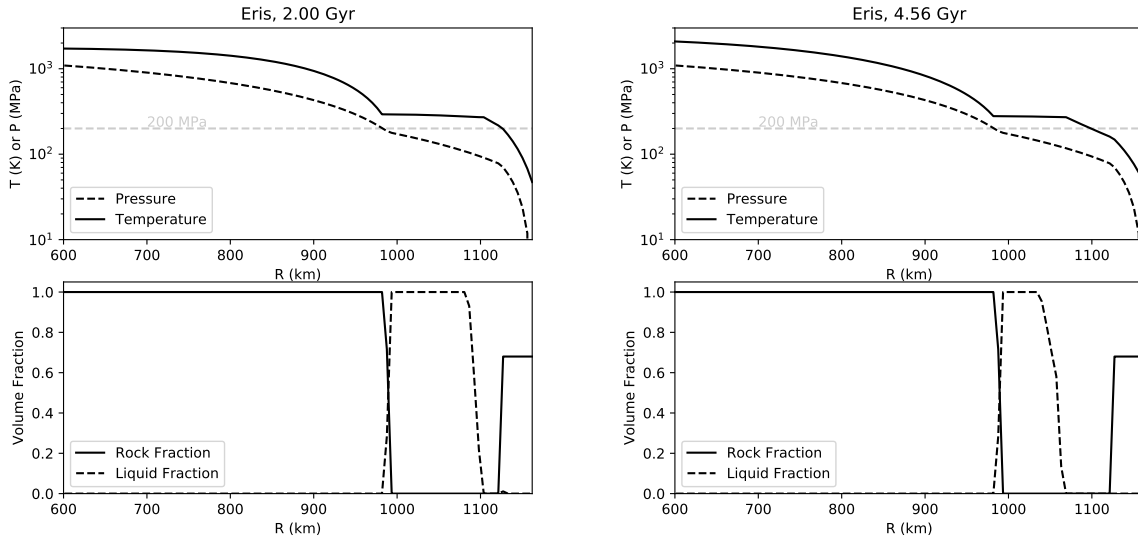 Eris, 2.00 Gyr
T (K) or P (MPa)
10³
10²
10¹
200 MPa
Pressure
Temperature
600 700 800 900 1000 1100
R (km)
Volume Fraction
1.0
0.8
0.6
0.4
0.2
0.0
Rock Fraction
Liquid Fraction
600 700 800 900 1000 1100
R (km)
Eris, 4.56 Gyr
T (K) or P (MPa)
10³
10²
10¹
200 MPa
Pressure
Temperature
600 700 800 900 1000 1100
R (km)
Volume Fraction
1.0
0.8
0.6
0.4
0.2
0.0
Rock Fraction
Liquid Fraction
600 700 800 900 1000 1100
R (km)